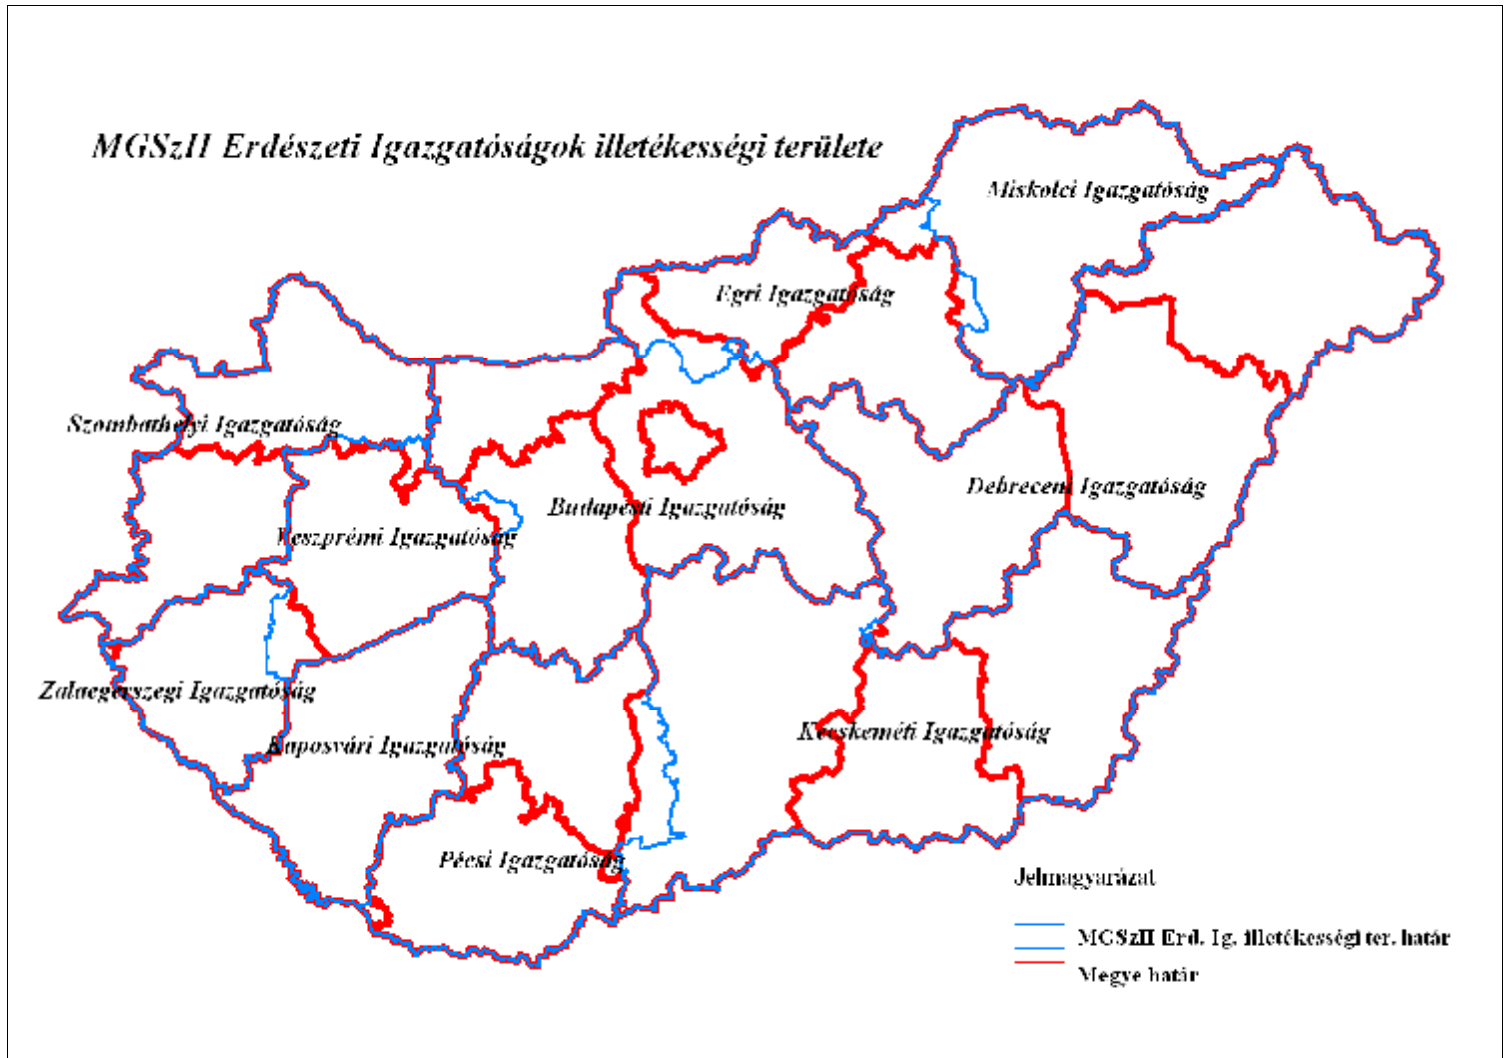 MGSzH Erdészeti Igazgatóságok illetékességi területe
Miskolci Igazgatóság
Egri Igazgatóság
Szombathelyi Igazgatóság
Debreceni Igazgatóság
Budapesti Igazgatóság
Veszprémi Igazgatóság
Zalaegerszegi Igazgatóság
Kecskeméti Igazgatóság
Kaposvári Igazgatóság
Pécsi Igazgatóság
Jelmagyarázat
MGSzH Erd. Ig. illetékességi ter. határ
Megye határ